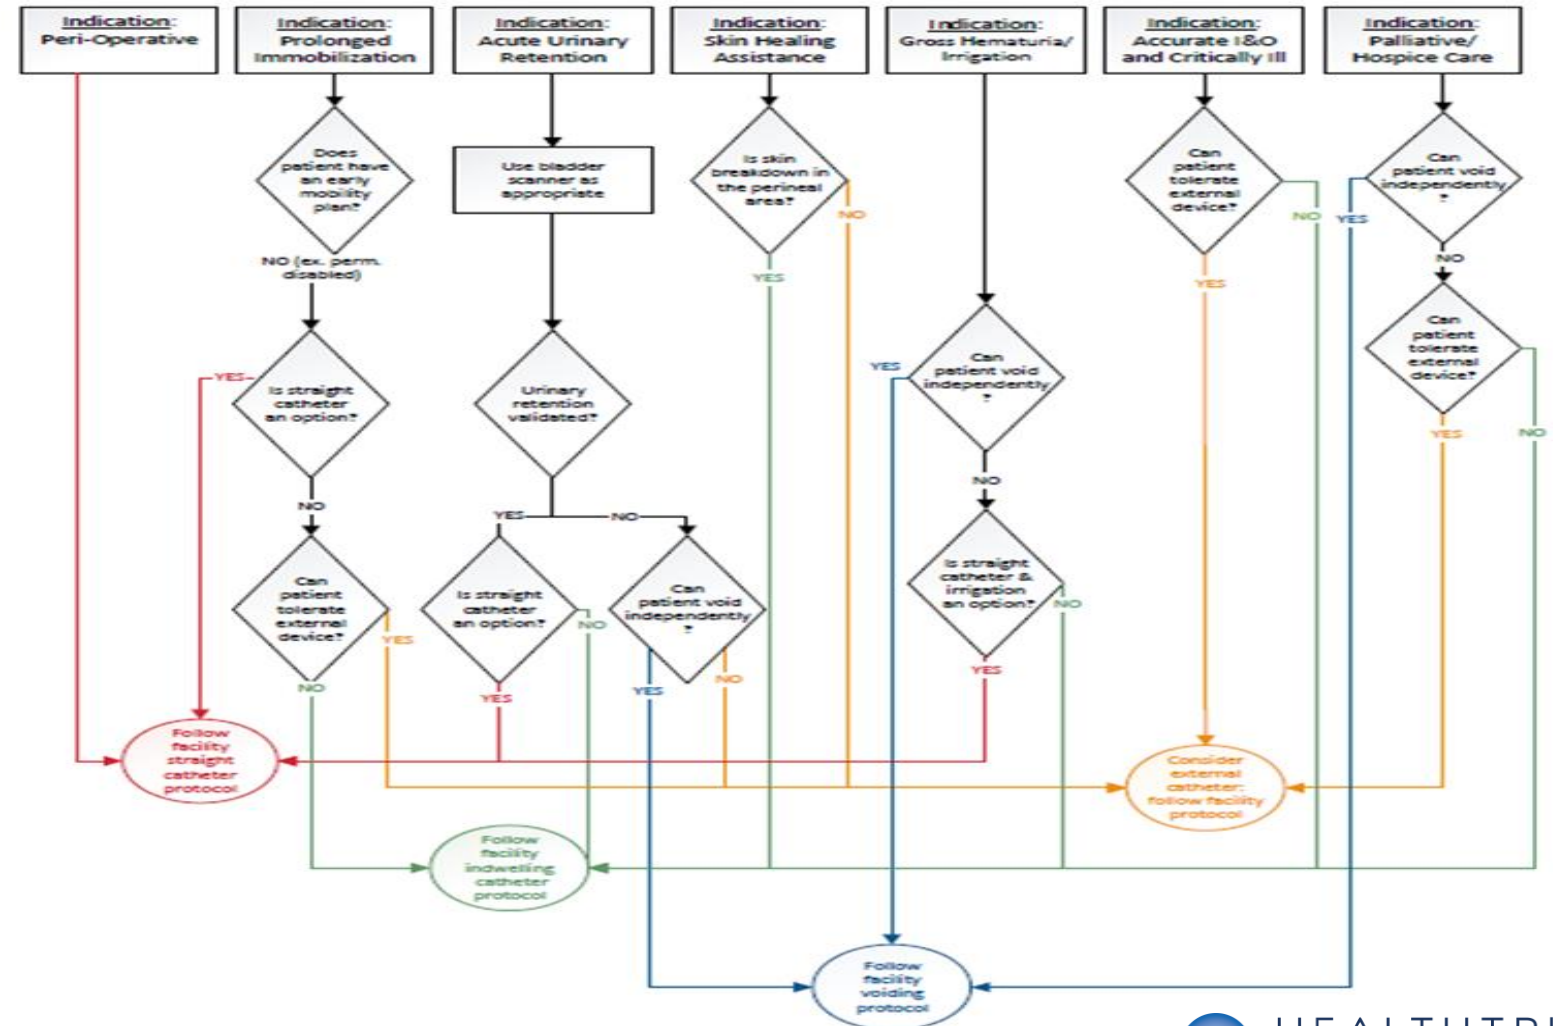 Indication:
Peri-Operative
Indication:
Prolonged
Immobilization
Indication:
Acute Urinary
Retention
Indication:
Skin Healing
Assistance
Indication:
Gross Hematuria/
Irrigation
Indication:
Accurate I&O
and Critically Ill
Indication:
Palliative/
Hospice Care
Does
patient have
an early
mobility
plan?
NO (ex. perm.
disabled)
Use bladder
scanner as
appropriate
Is skin
breakdown in
the perineal
area?
NO
YES
Can
patient
tolerate
external
device?
NO
YES
Can
patient void
independently
?
YES
NO
Can
patient
tolerate
external
device?
YES
NO
Is straight
catheter
an option?
YES
NO
Urinary
retention
validated?
YES
NO
Can
patient void
independently
?
YES
NO
Can
patient
tolerate
external
device?
YES
NO
Is straight
catheter
an option?
NO
YES
Can
patient void
independently
?
YES
NO
Is straight
catheter &
irrigation
an option?
NO
YES
Follow
facility
straight
catheter
protocol
Consider
external
catheter:
follow facility
protocol
Follow
facility
indwelling
catheter
protocol
Follow
facility
voiding
protocol